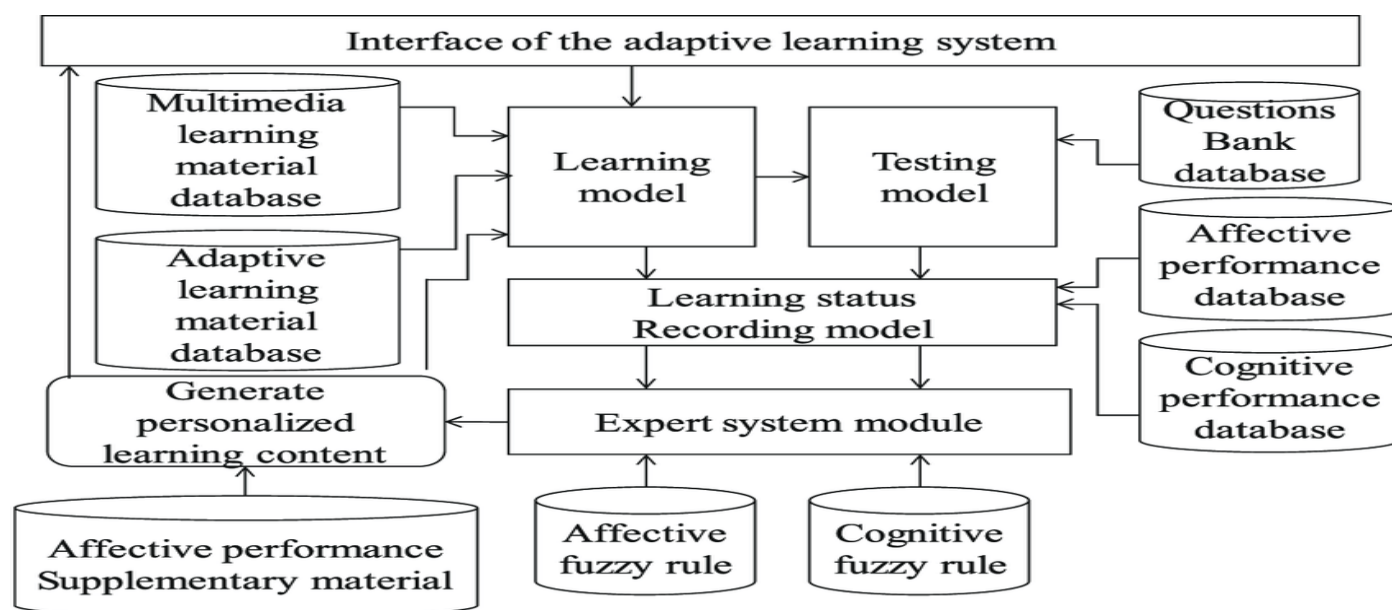 Interface of the adaptive learning system
Multimedia
learning
material
database
Learning
model
Testing
model
Questions
Bank
database
Adaptive
learning
material
database
Affective
performance
database
Learning status
Recording model
Cognitive
performance
database
Generate
personalized
learning content
Expert system module
Affective performance
Supplementary material
Affective
fuzzy rule
Cognitive
fuzzy rule